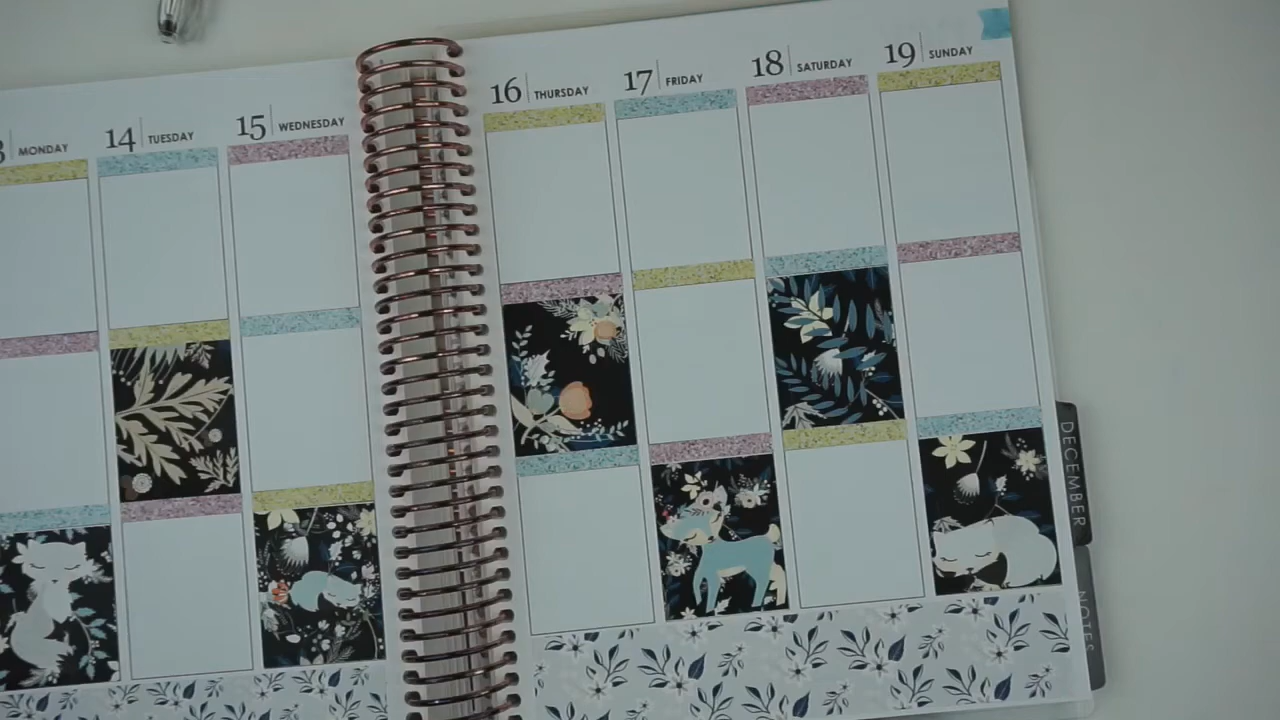 MONDAY
14 TUESDAY
15 WEDNESDAY
16 THURSDAY
17 FRIDAY
18 SATURDAY
19 SUNDAY
DECEMBER
NOTES